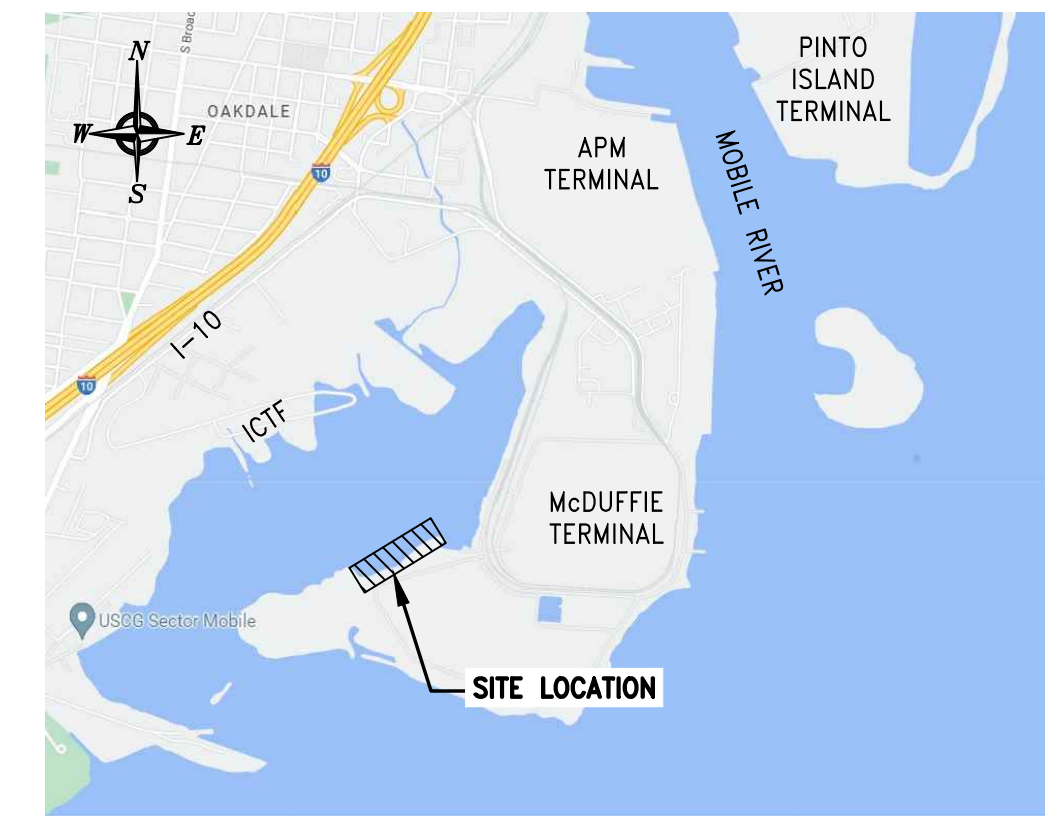 N
W
E
S
S Broad
OAKDALE
10
I-10
10
ICTF
APM
TERMINAL
PINTO
ISLAND
TERMINAL
MOBILE RIVER
McDUFFIE
TERMINAL
USCG Sector Mobile
SITE LOCATION